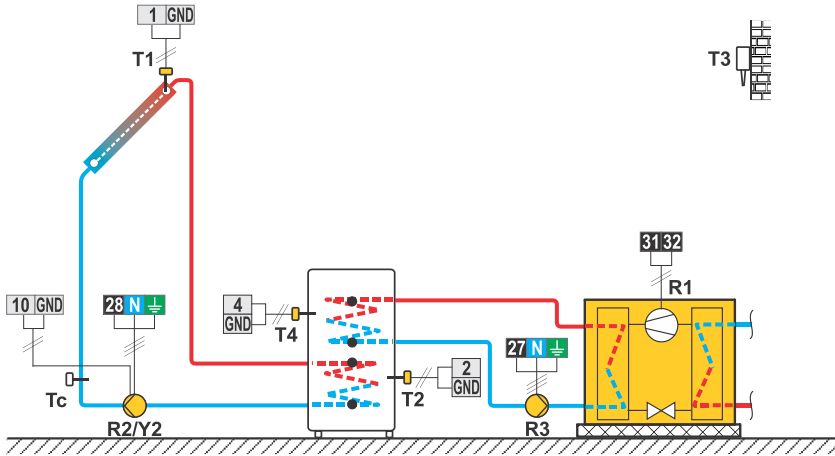 1 GND
T1
T3
31 32
R1
10 GND
28 N
4
GND
T4
27 N
2
GND
T2
Tc
R2/Y2
R3